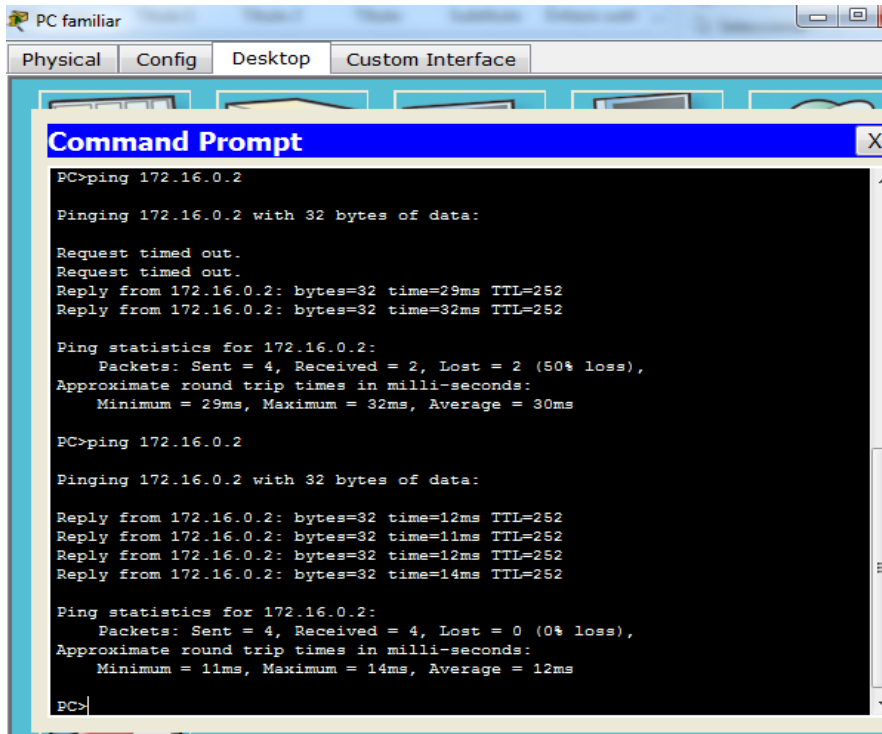 PC familiar
Physical Config Desktop Custom Interface
Command Prompt
X
PC>ping 172.16.0.2
Pinging 172.16.0.2 with 32 bytes of data:
Request timed out.
Request timed out.
Reply from 172.16.0.2: bytes=32 time=29ms TTL=252
Reply from 172.16.0.2: bytes=32 time=32ms TTL=252
Ping statistics for 172.16.0.2:
Packets: Sent = 4, Received = 2, Lost = 2 (50% loss),
Approximate round trip times in milli-seconds:
Minimum = 29ms, Maximum = 32ms, Average = 30ms
PC>ping 172.16.0.2
Pinging 172.16.0.2 with 32 bytes of data:
Reply from 172.16.0.2: bytes=32 time=12ms TTL=252
Reply from 172.16.0.2: bytes=32 time=11ms TTL=252
Reply from 172.16.0.2: bytes=32 time=12ms TTL=252
Reply from 172.16.0.2: bytes=32 time=14ms TTL=252
Ping statistics for 172.16.0.2:
Packets: Sent = 4, Received = 4, Lost = 0 (0% loss),
Approximate round trip times in milli-seconds:
Minimum = 11ms, Maximum = 14ms, Average = 12ms
PC>